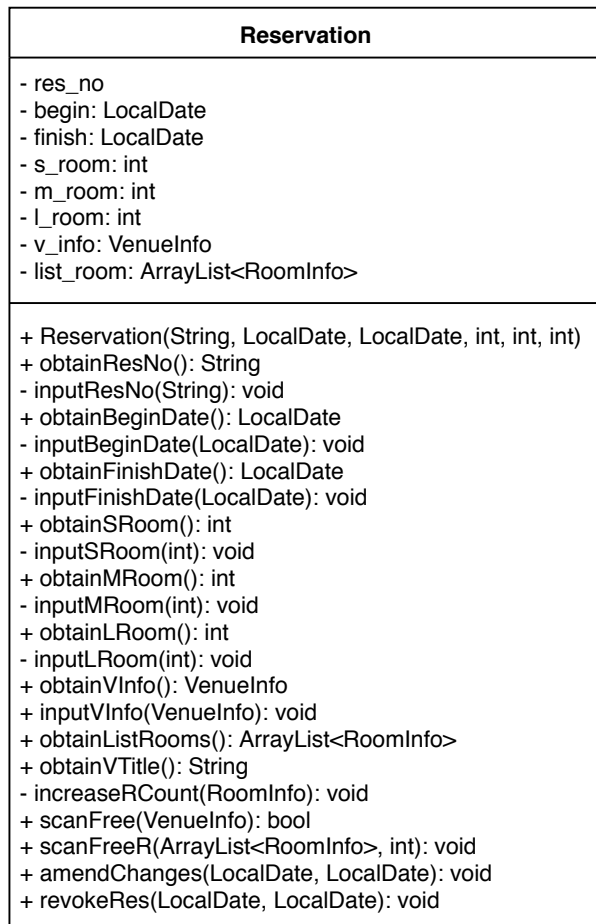 Reservation
- res_no
- begin: LocalDate
- finish: LocalDate
- s_room: int
- m_room: int
- l_room: int
- v_info: VenueInfo
- list_room: ArrayList<RoomInfo>
+ Reservation(String, LocalDate, LocalDate, int, int, int)
+ obtainResNo(): String
- inputResNo(String): void
+ obtainBeginDate(): LocalDate
- inputBeginDate(LocalDate): void
+ obtainFinishDate(): LocalDate
- inputFinishDate(LocalDate): void
+ obtainSRoom(): int
- inputSRoom(int): void
+ obtainMRoom(): int
- inputMRoom(int): void
+ obtainLRoom(): int
- inputLRoom(int): void
+ obtainVInfo(): VenueInfo
+ inputVInfo(VenueInfo): void
+ obtainListRooms(): ArrayList<RoomInfo>
+ obtainVTitle(): String
- increaseRCount(RoomInfo): void
+ scanFree(VenueInfo): bool
+ scanFreeR(ArrayList<RoomInfo>, int): void
+ amendChanges(LocalDate, LocalDate): void
+ revokeRes(LocalDate, LocalDate): void